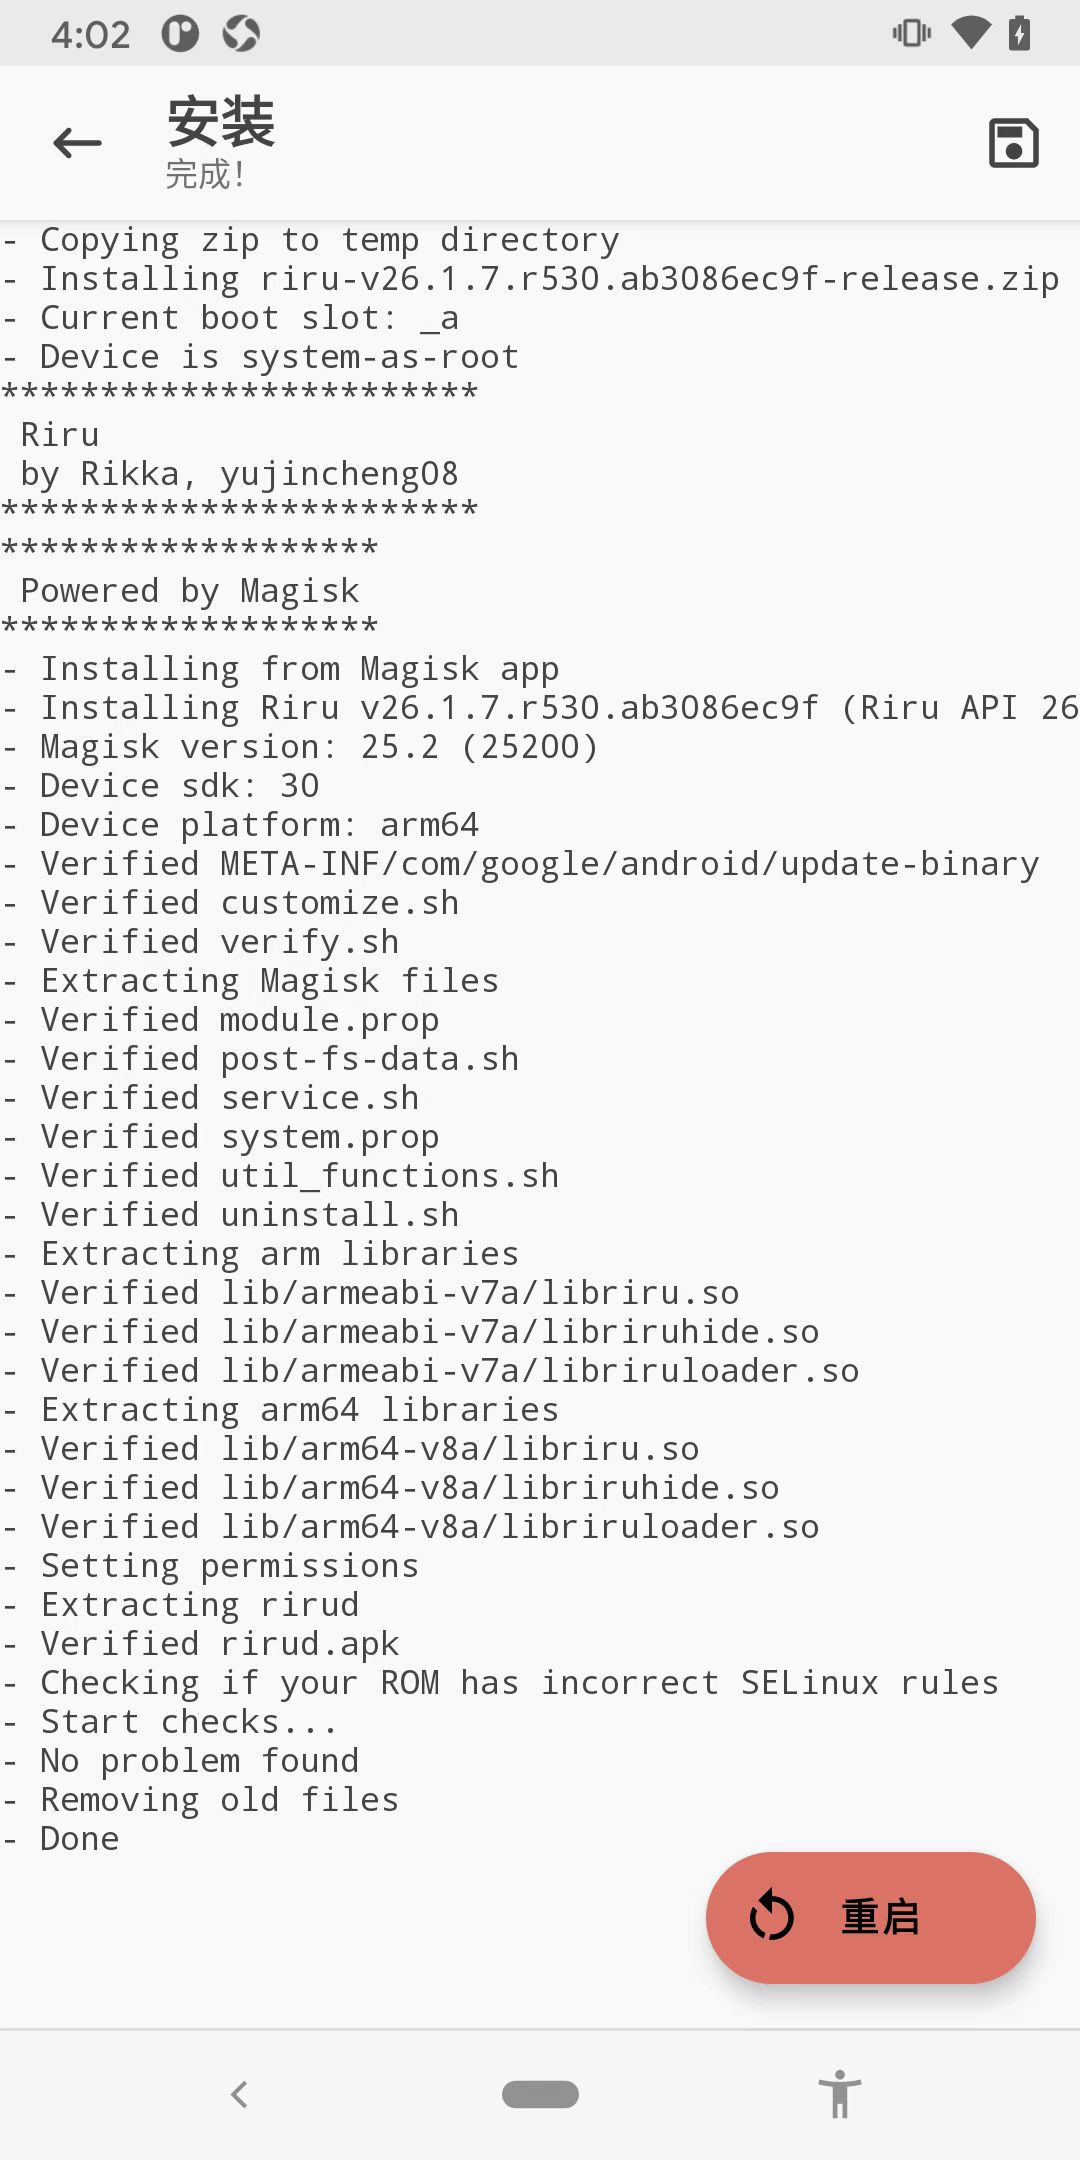 4:02
安装
完成！
- Copying zip to temp directory
- Installing riru-v26.1.7.r530.ab3086ec9f-release.zip
- Current boot slot: _a
- Device is system-as-root
************************
 Riru
 by Rikka, yujincheng08
************************
*******************
 Powered by Magisk
*******************
- Installing from Magisk app
- Installing Riru v26.1.7.r530.ab3086ec9f (Riru API 26
- Magisk version: 25.2 (25200)
- Device sdk: 30
- Device platform: arm64
- Verified META-INF/com/google/android/update-binary
- Verified customize.sh
- Verified verify.sh
- Extracting Magisk files
- Verified module.prop
- Verified post-fs-data.sh
- Verified service.sh
- Verified system.prop
- Verified util_functions.sh
- Verified uninstall.sh
- Extracting arm libraries
- Verified lib/armeabi-v7a/libriru.so
- Verified lib/armeabi-v7a/libriruhide.so
- Verified lib/armeabi-v7a/libriruloader.so
- Extracting arm64 libraries
- Verified lib/arm64-v8a/libriru.so
- Verified lib/arm64-v8a/libriruhide.so
- Verified lib/arm64-v8a/libriruloader.so
- Setting permissions
- Extracting rirud
- Verified rirud.apk
- Checking if your ROM has incorrect SELinux rules
- Start checks...
- No problem found
- Removing old files
- Done
重启